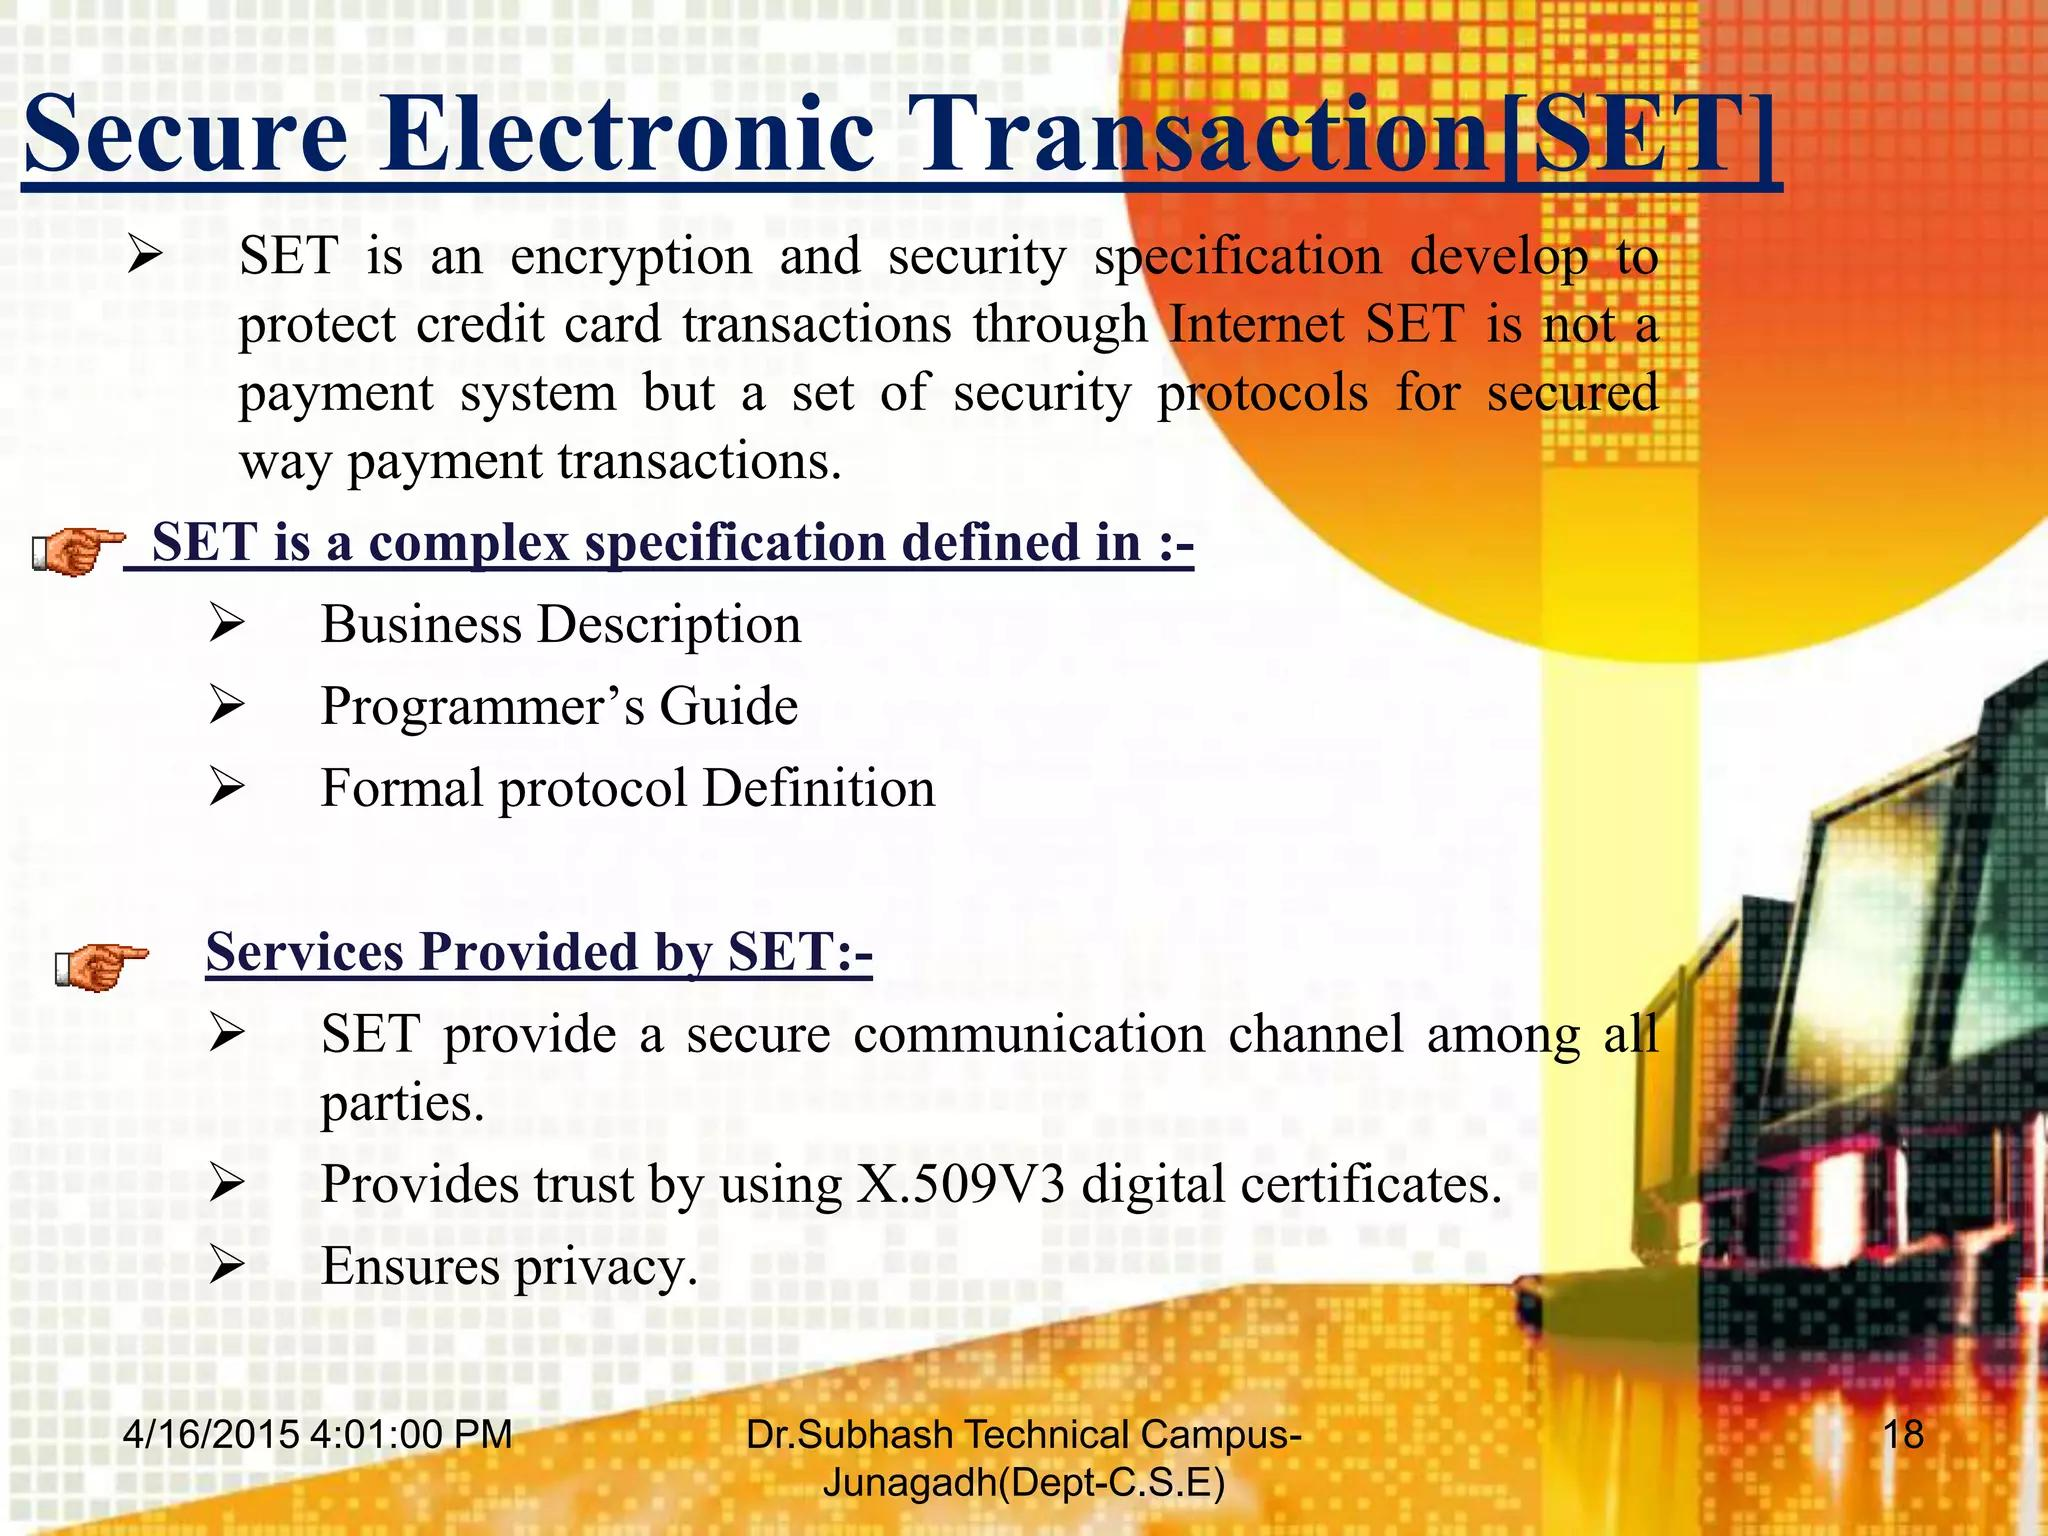 Secure Electronic Transaction[SET]
➢ SET is an encryption and security specification develop to
protect credit card transactions through Internet SET is not a
payment system but a set of security protocols for secured
way payment transactions.
SET is a complex specification defined in :-
➢ Business Description
➢ Programmer’s Guide
➢ Formal protocol Definition
Services Provided by SET:-
➢ SET provide a secure communication channel among all
parties.
➢ Provides trust by using X.509V3 digital certificates.
➢ Ensures privacy.
4/16/2015 4:01:00 PM
Dr.Subhash Technical Campus-
Junagadh(Dept-C.S.E)
18